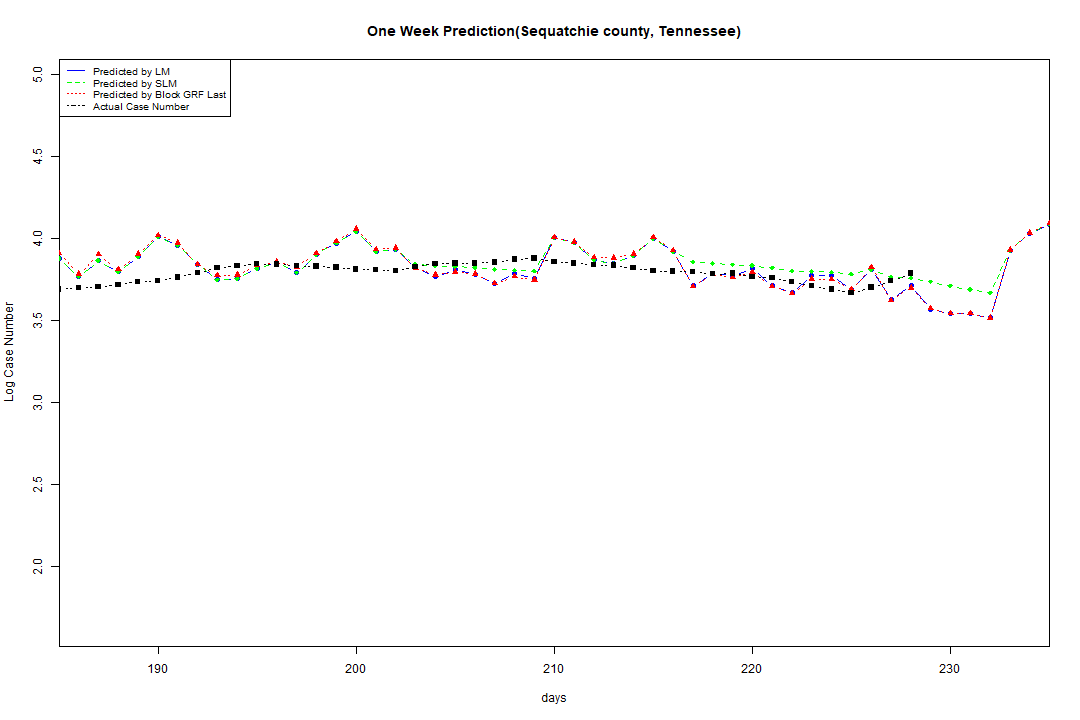 One Week Prediction(Sequatchie county, Tennessee)
Predicted by LM
Predicted by SLM
Predicted by Block GRF Last
Actual Case Number
5.0
4.5
4.0
3.5
3.0
2.5
2.0
Log Case Number
190 200 210 220 230
days